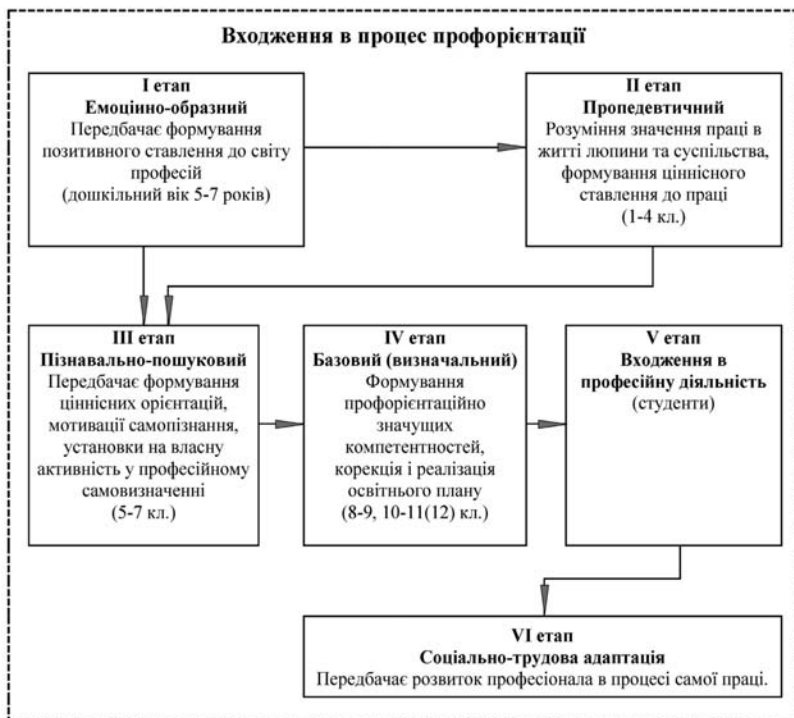 Входження в процес профорієнтації
І етап
Емоціино-образний
Передбачає формування
позитивного ставлення до світу
професій
(дошкільний вік 5-7 років)
ІІ етап
Пропедевтичний
Розуміння значення праці в
житті люпини та суспільства,
формування ціннісного
ставлення до праці
(1-4 кл.)
ІІІ етап
Пізнавально-пошуковий
Передбачає формування
ціннісних орієнтацій,
мотивації самопізнання,
установки на власну
активність у професійному
самовизначенні
(5-7 кл.)
IV етап
Базовий (визначальний)
Формування
профорієнтаційно
значущих
компетентностей,
корекція і реалізація
освітнього плану
(8-9, 10-11(12) кл.)
V етап
Входження в
професійну діяльність
(студенти)
VI етап
Соціально-трудова адаптація
Передбачає розвиток професіонала в процесі самої праці.